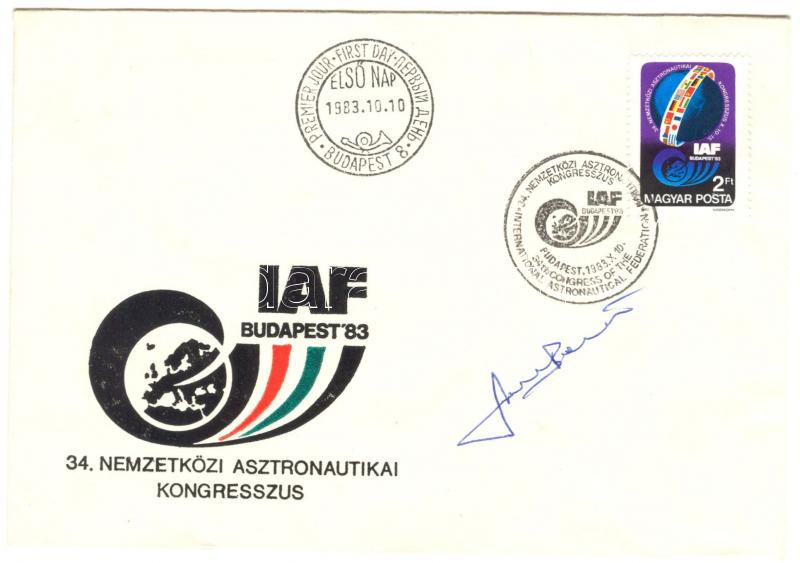 PREMIER JOUR · FIRST DAY · ПЕРВЫЙ ДЕНЬ
ELSŐ NAP
1983.10.10
· BUDAPEST 8 ·
34. NEMZETKÖZI ASZTRONAUTIKAI KONGRESSZUS X. 10-15.
IAF
BUDAPEST'83
2Ft
MAGYAR POSTA
34. NEMZETKÖZI ASZTRONAUTIKAI
KONGRESSZUS
IAF
BUDAPEST'83
BUDAPEST, 1983. X. 10.
34th CONGRESS OF THE
INTERNATIONAL ASTRONAUTICAL FEDERATION
IAF
BUDAPEST'83
34. NEMZETKÖZI ASZTRONAUTIKAI
KONGRESSZUS